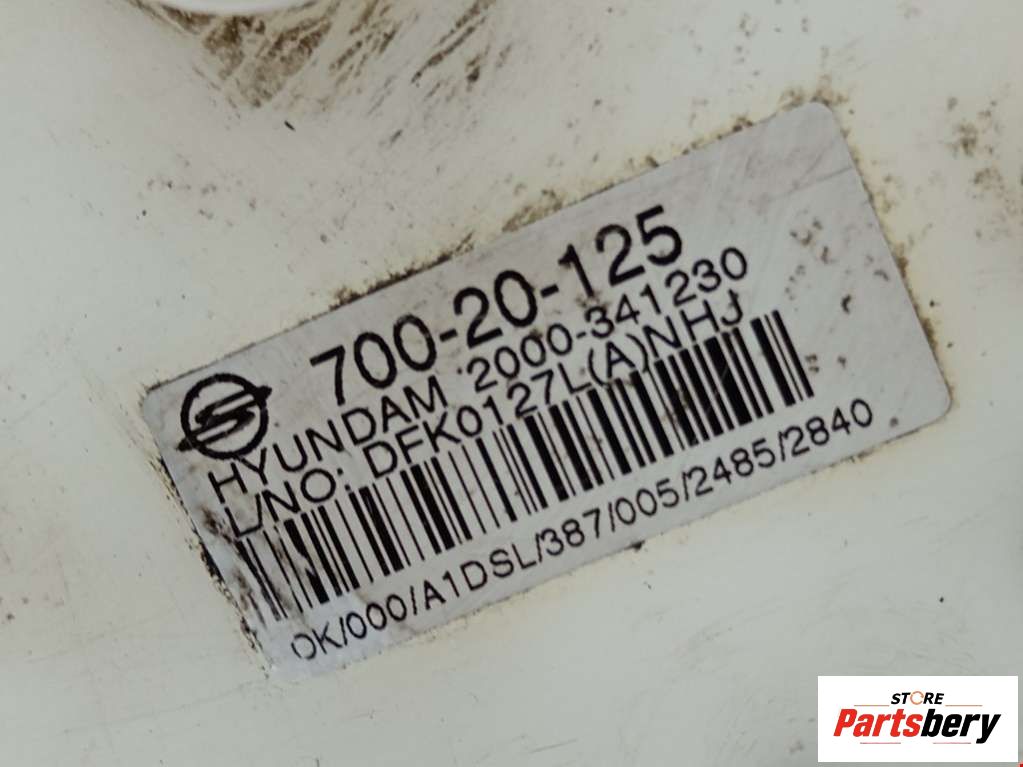 700-20-125
HYUNDAM 2000-341230
L/NO: DFK0127L(A)NHJ
OK/000/A1DSL/387/005/2485/2840
STORE
Partsbery